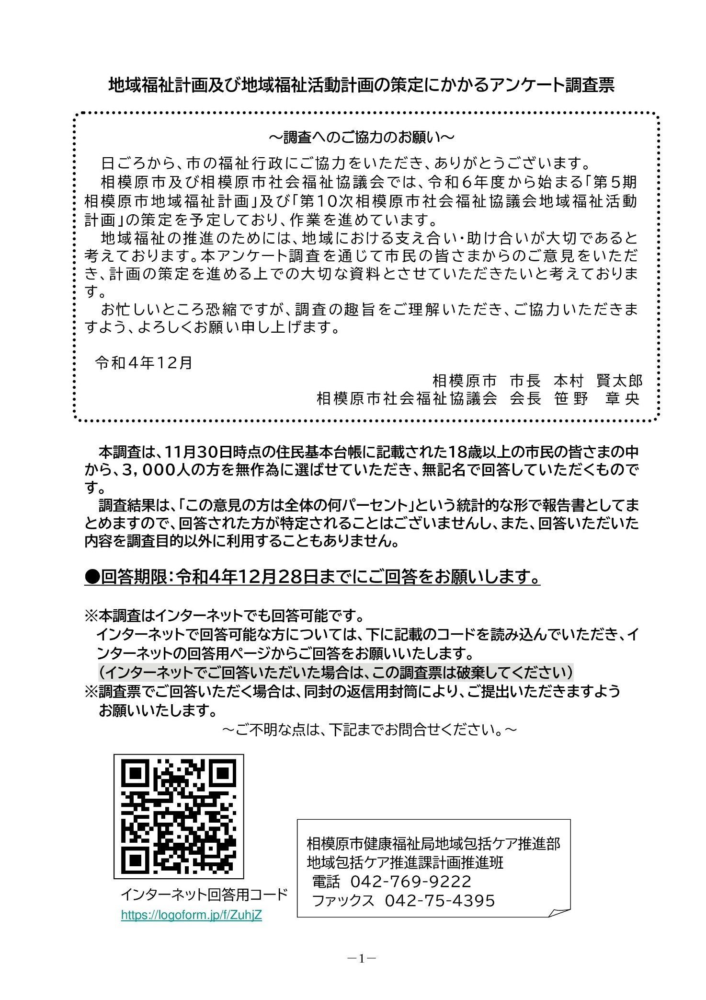 地域福祉計画及び地域福祉活動計画の策定にかかるアンケート調査票
～調査へのご協力のお願い～
日ごろから、市の福祉行政にご協力をいただき、ありがとうございます。
相模原市及び相模原市社会福祉協議会では、令和６年度から始まる「第５期
相模原市地域福祉計画」及び「第１０次相模原市社会福祉協議会地域福祉活動
計画」の策定を予定しており、作業を進めています。
地域福祉の推進のためには、地域における支え合い・助け合いが大切であると
考えております。本アンケート調査を通じて市民の皆さまからのご意見をいただ
き、計画の策定を進める上での大切な資料とさせていただきたいと考えておりま
す。
お忙しいところ恐縮ですが、調査の趣旨をご理解いただき、ご協力いただきま
すよう、よろしくお願い申し上げます。
令和４年１２月
相模原市　市長　本村　賢太郎
相模原市社会福祉協議会　会長　笹野　章央
本調査は、１１月３０日時点の住民基本台帳に記載された１８歳以上の市民の皆さまの中
から、３，０００人の方を無作為に選ばせていただき、無記名で回答していただくもので
す。
調査結果は、「この意見の方は全体の何パーセント」という統計的な形で報告書としてま
とめますので、回答された方が特定されることはございませんし、また、回答いただいた
内容を調査目的以外に利用することもありません。
●回答期限：令和４年１２月２８日までにご回答をお願いします。
※本調査はインターネットでも回答可能です。
インターネットで回答可能な方については、下に記載のコードを読み込んでいただき、イ
ンターネットの回答用ページからご回答をお願いいたします。
（インターネットでご回答いただいた場合は、この調査票は破棄してください）
※調査票でご回答いただく場合は、同封の返信用封筒により、ご提出いただきますよう
お願いいたします。
～ご不明な点は、下記までお問合せください。～
インターネット回答用コード
https://logoform.jp/f/ZuhjZ
相模原市健康福祉局地域包括ケア推進部
地域包括ケア推進課計画推進班
電話　042-769-9222
ファックス　042-75-4395
－1－